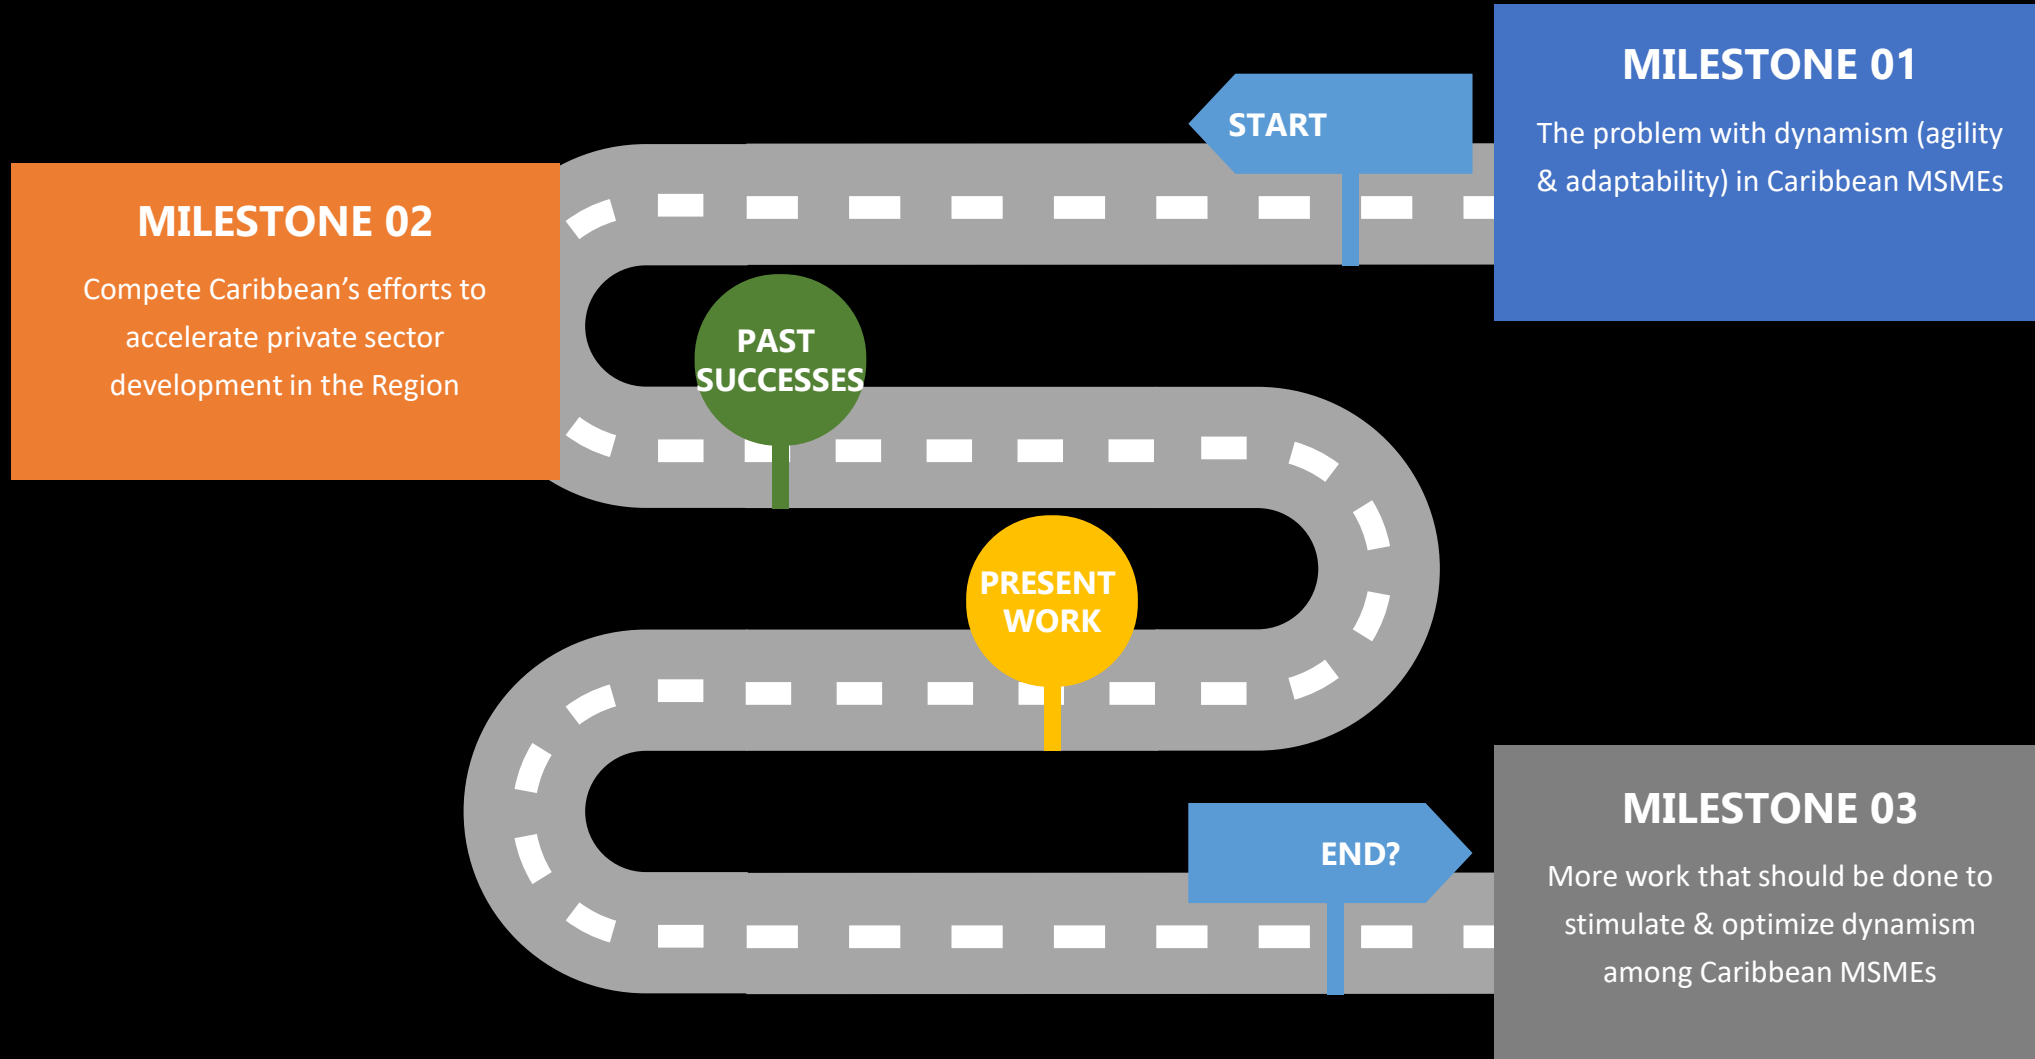 MILESTONE 01
The problem with dynamism (agility
& adaptability) in Caribbean MSMEs
START
MILESTONE 02
Compete Caribbean’s efforts to
accelerate private sector
development in the Region
PAST
SUCCESSES
PRESENT
WORK
END?
MILESTONE 03
More work that should be done to
stimulate & optimize dynamism
among Caribbean MSMEs